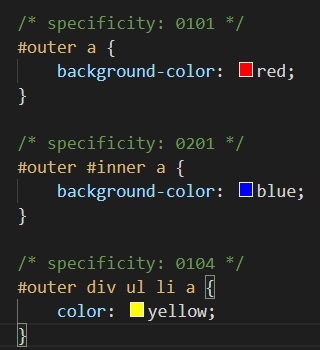 /* specificity: 0101 */
#outer a {
    background-color: red;
}
/* specificity: 0201 */
#outer #inner a {
    background-color: blue;
}
/* specificity: 0104 */
#outer div ul li a {
    color: yellow;
}